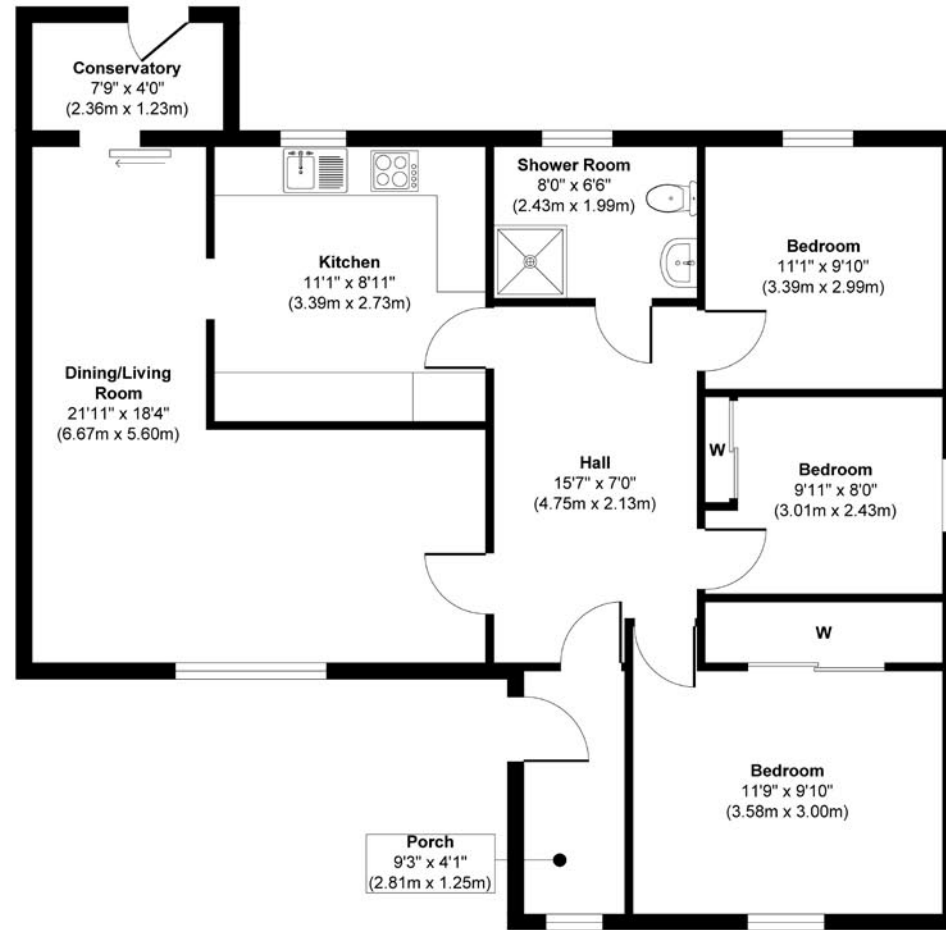 Conservatory
7'9" x 4'0"
(2.36m x 1.23m)
Shower Room
8'0" x 6'6"
(2.43m x 1.99m)
Kitchen
11'1" x 8'11"
(3.39m x 2.73m)
Bedroom
11'1" x 9'10"
(3.39m x 2.99m)
Dining/Living
Room
21'11" x 18'4"
(6.67m x 5.60m)
Hall
15'7" x 7'0"
(4.75m x 2.13m)
W
Bedroom
9'11" x 8'0"
(3.01m x 2.43m)
W
Bedroom
11'9" x 9'10"
(3.58m x 3.00m)
Porch
9'3" x 4'1"
(2.81m x 1.25m)